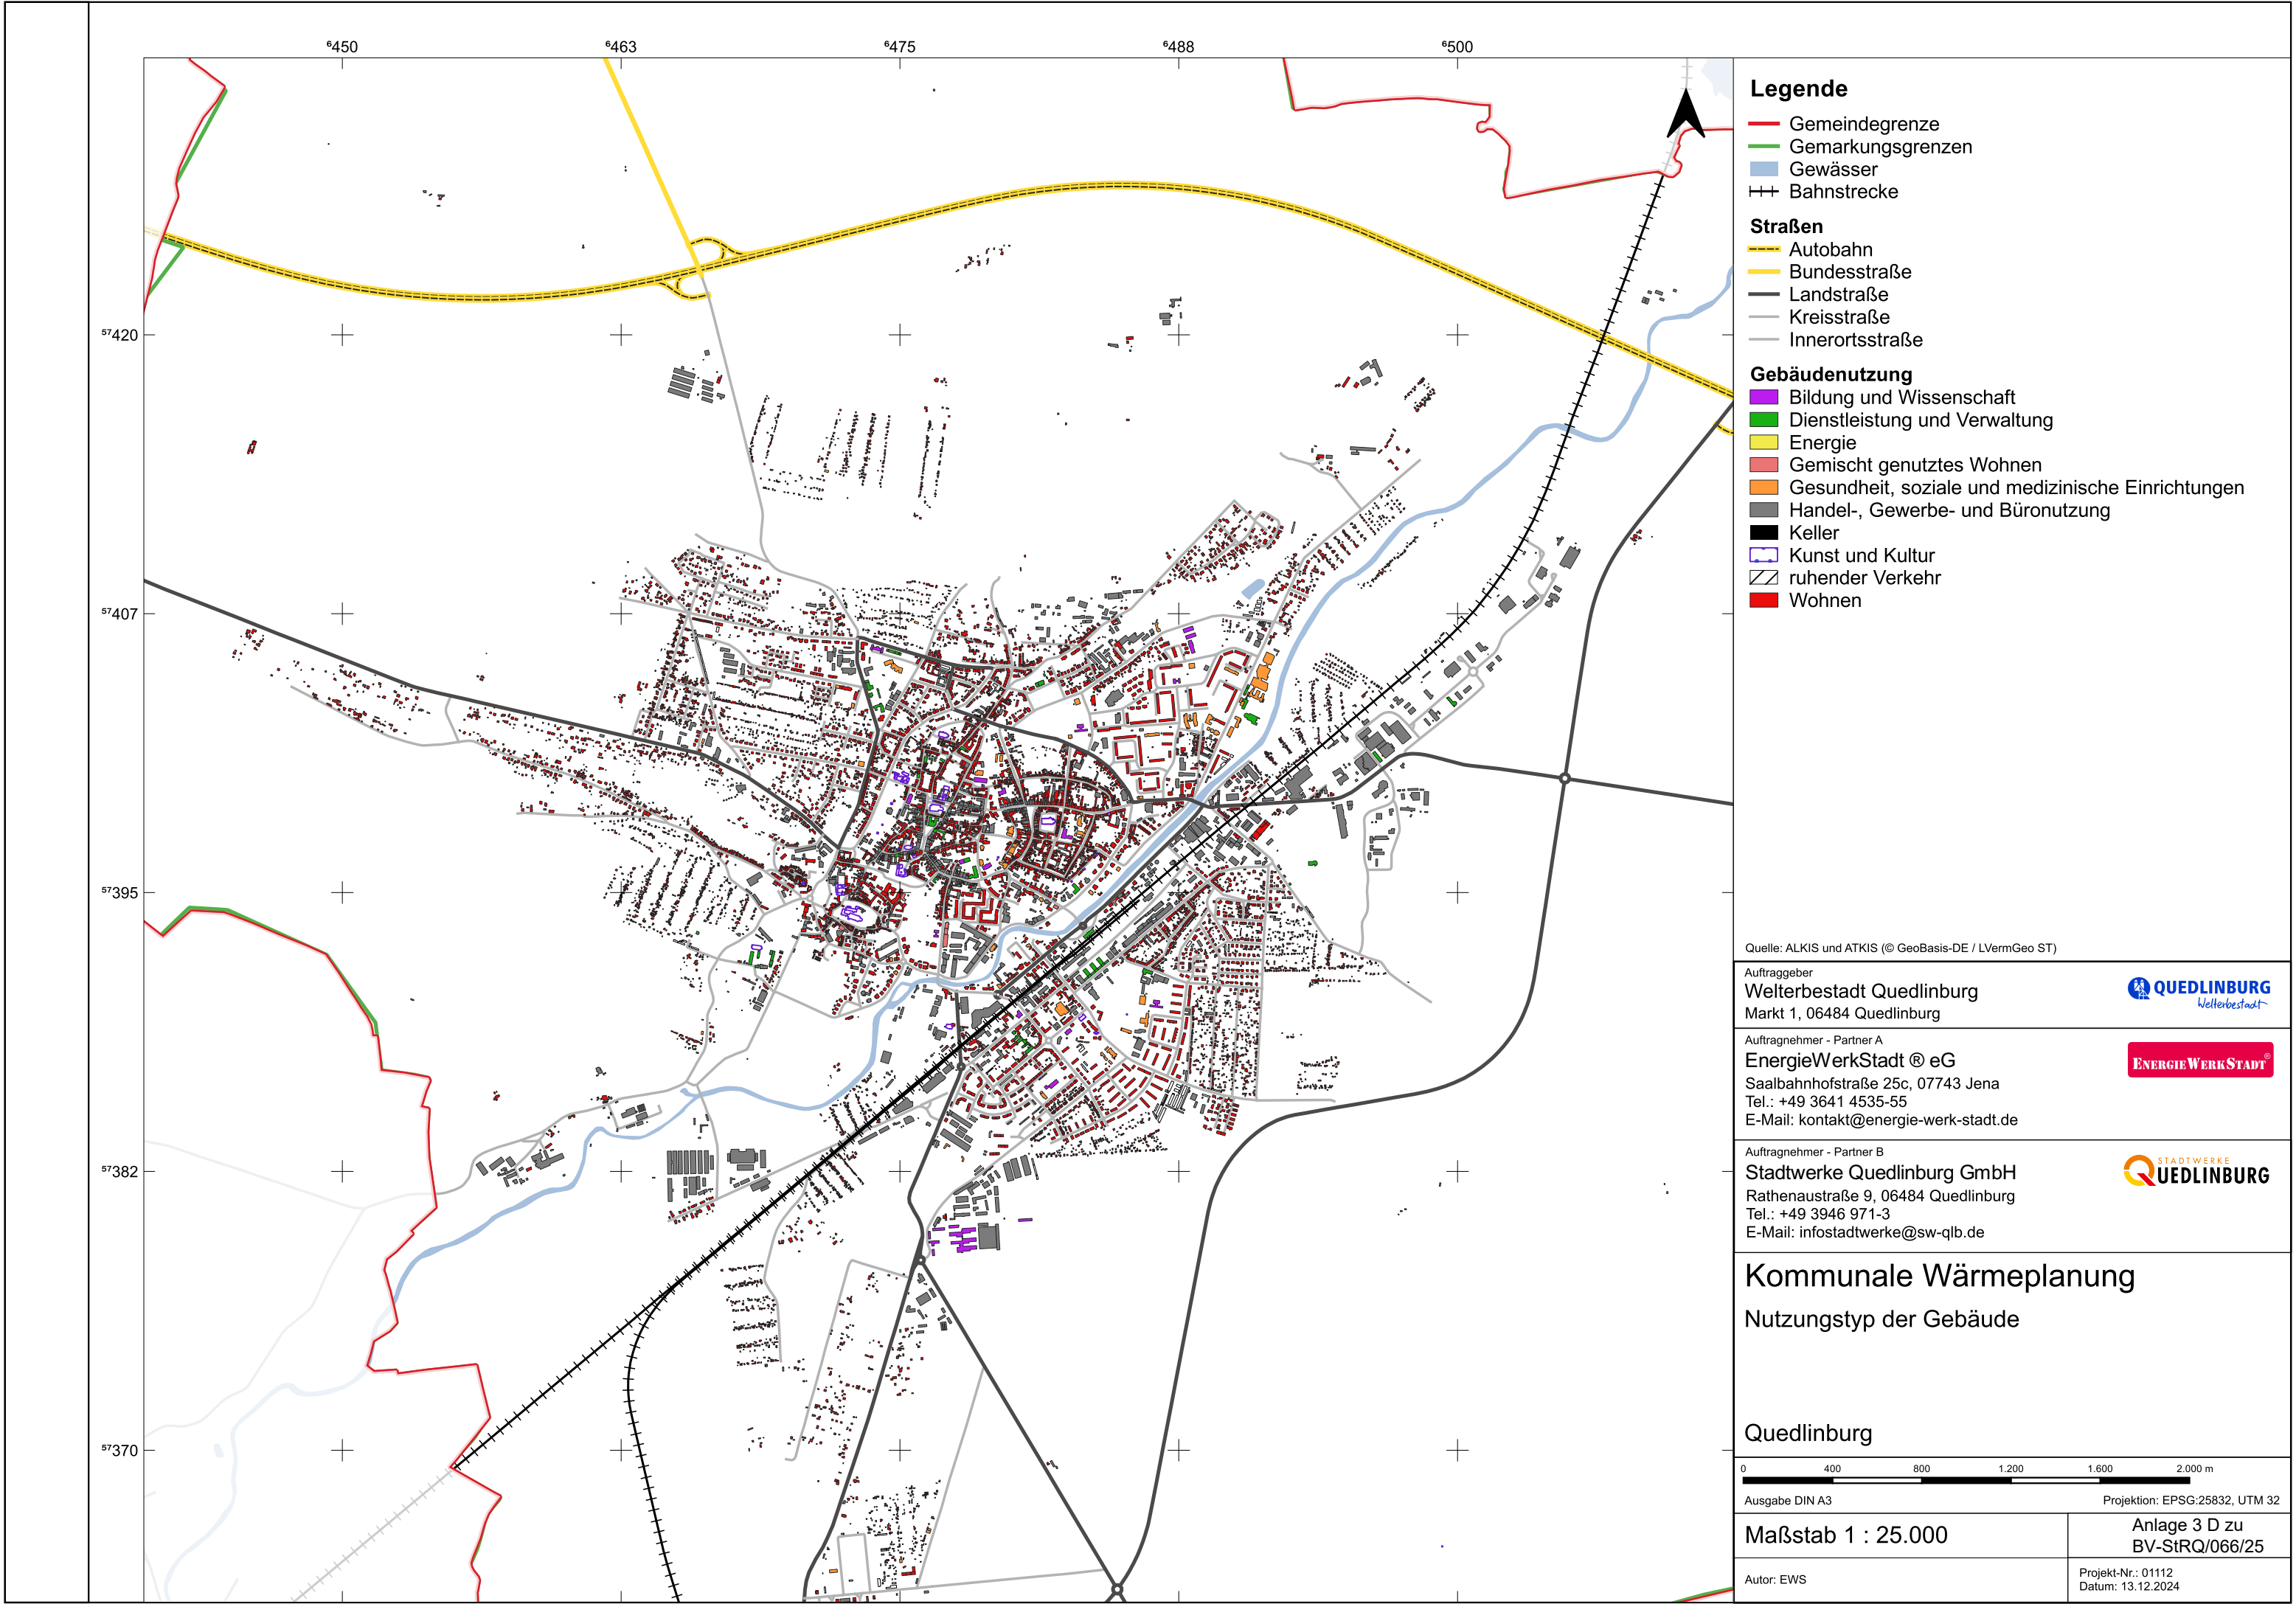 ⁶450 ⁶463 ⁶475 ⁶488 ⁶500
⁵⁷420
⁵⁷407
⁵⁷395
⁵⁷382
⁵⁷370
Legende
Gemeindegrenze
Gemarkungsgrenzen
Gewässer
Bahnstrecke
Straßen
Autobahn
Bundesstraße
Landstraße
Kreisstraße
Innerortsstraße
Gebäudenutzung
Bildung und Wissenschaft
Dienstleistung und Verwaltung
Energie
Gemischt genutztes Wohnen
Gesundheit, soziale und medizinische Einrichtungen
Handel-, Gewerbe- und Büronutzung
Keller
Kunst und Kultur
ruhender Verkehr
Wohnen
Quelle: ALKIS und ATKIS (© GeoBasis-DE / LVermGeo ST)
Auftraggeber
Welterbestadt Quedlinburg
Markt 1, 06484 Quedlinburg
QUEDLINBURG
Welterbestadt
Auftragnehmer - Partner A
EnergieWerkStadt ® eG
Saalbahnhofstraße 25c, 07743 Jena
Tel.: +49 3641 4535-55
E-Mail: kontakt@energie-werk-stadt.de
ENERGIEWERKSTADT®
Auftragnehmer - Partner B
Stadtwerke Quedlinburg GmbH
Rathenaustraße 9, 06484 Quedlinburg
Tel.: +49 3946 971-3
E-Mail: infostadtwerke@sw-qlb.de
STADTWERKE
QUEDLINBURG
Kommunale Wärmeplanung
Nutzungstyp der Gebäude
Quedlinburg
0 400 800 1.200 1.600 2.000 m
Ausgabe DIN A3 Projektion: EPSG:25832, UTM 32
Maßstab 1 : 25.000
Anlage 3 D zu
BV-StRQ/066/25
Autor: EWS
Projekt-Nr.: 01112
Datum: 13.12.2024